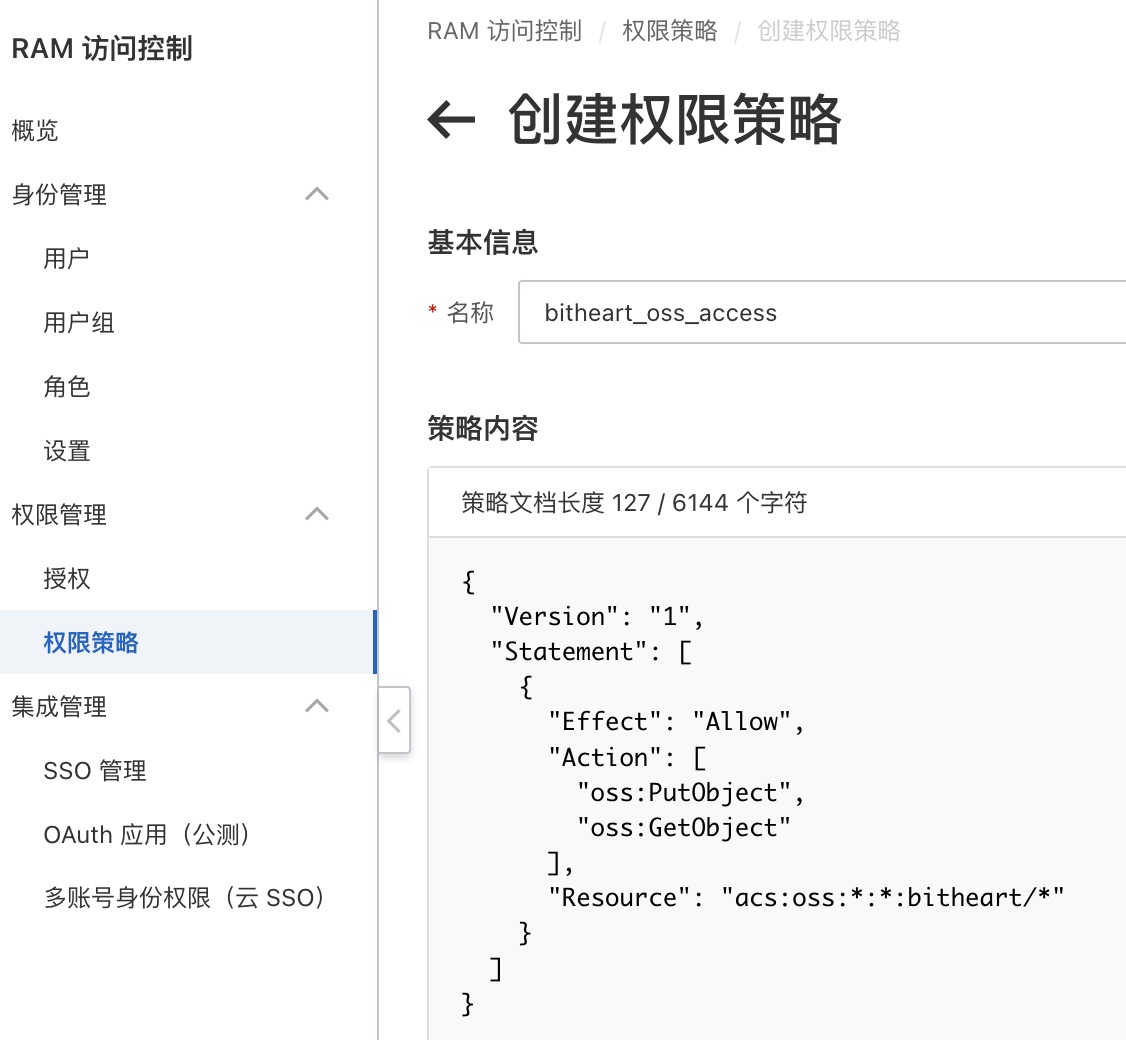 RAM 访问控制
概览
身份管理
用户
用户组
角色
设置
权限管理
授权
权限策略
集成管理
SSO 管理
OAuth 应用（公测）
多账号身份权限（云 SSO）
RAM 访问控制 / 权限策略 / 创建权限策略
← 创建权限策略
基本信息
* 名称 bitheart_oss_access
策略内容
策略文档长度 127 / 6144 个字符
{
  "Version": "1",
  "Statement": [
    {
      "Effect": "Allow",
      "Action": [
        "oss:PutObject",
        "oss:GetObject"
      ],
      "Resource": "acs:oss:*:*:bitheart/*"
    }
  ]
}